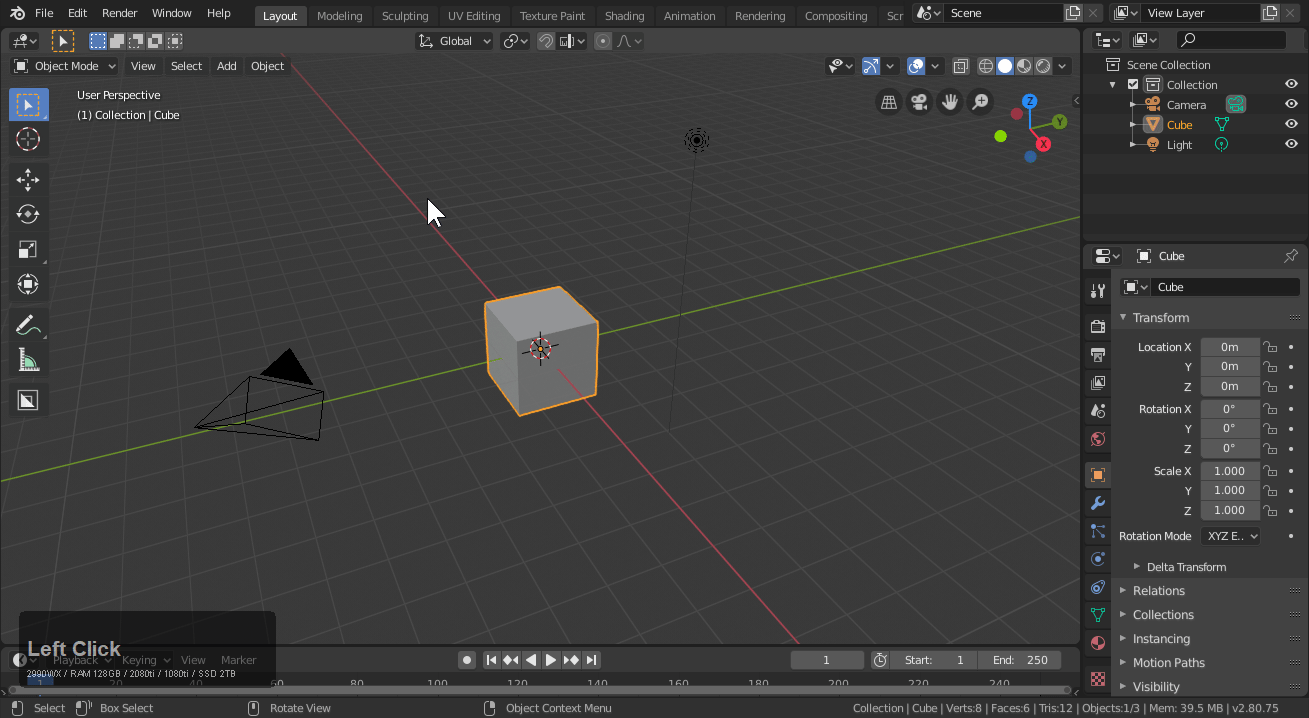 File Edit Render Window Help Layout Modeling Sculpting UV Editing Texture Paint Shading Animation Rendering Compositing Scr Scene View Layer
Global
Object Mode View Select Add Object
User Perspective
(1) Collection | Cube
Z
Y
X
Scene Collection
Collection
Camera
Cube
Light
Cube
Cube
Transform
Location X 0m
Y 0m
Z 0m
Rotation X 0°
Y 0°
Z 0°
Scale X 1.000
Y 1.000
Z 1.000
Rotation Mode XYZ E..
Delta Transform
Relations
Collections
Instancing
Motion Paths
Visibility
Left Click
Playback Keying View Marker 1 Start: 1 End: 250
2990WX / RAM 128GB / 2080ti / 1080ti / SSD 2TB
1 20 40 60 80 100 120 140 160 180 200 220 240
Select Box Select Rotate View Object Context Menu Collection | Cube | Verts:8 | Faces:6 | Tris:12 | Objects:1/3 | Mem: 39.5 MB | v2.80.75